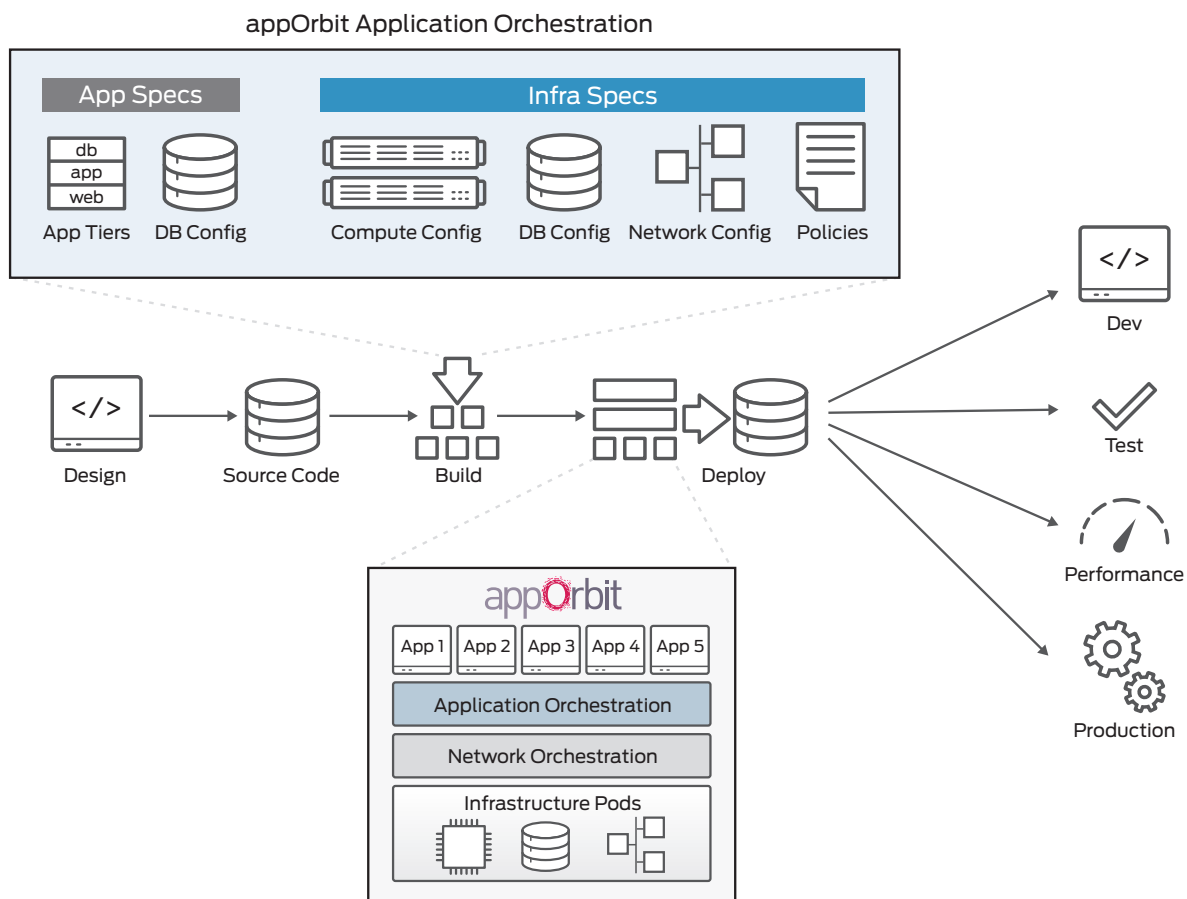 appOrbit Application Orchestration
App Specs
Infra Specs
db
app
web
App Tiers
DB Config
Compute Config
DB Config
Network Config
Policies
</>
Dev
</>
Design
Source Code
Build
Deploy
Test
Performance
Production
appOrbit
App 1
App 2
App 3
App 4
App 5
Application Orchestration
Network Orchestration
Infrastructure Pods